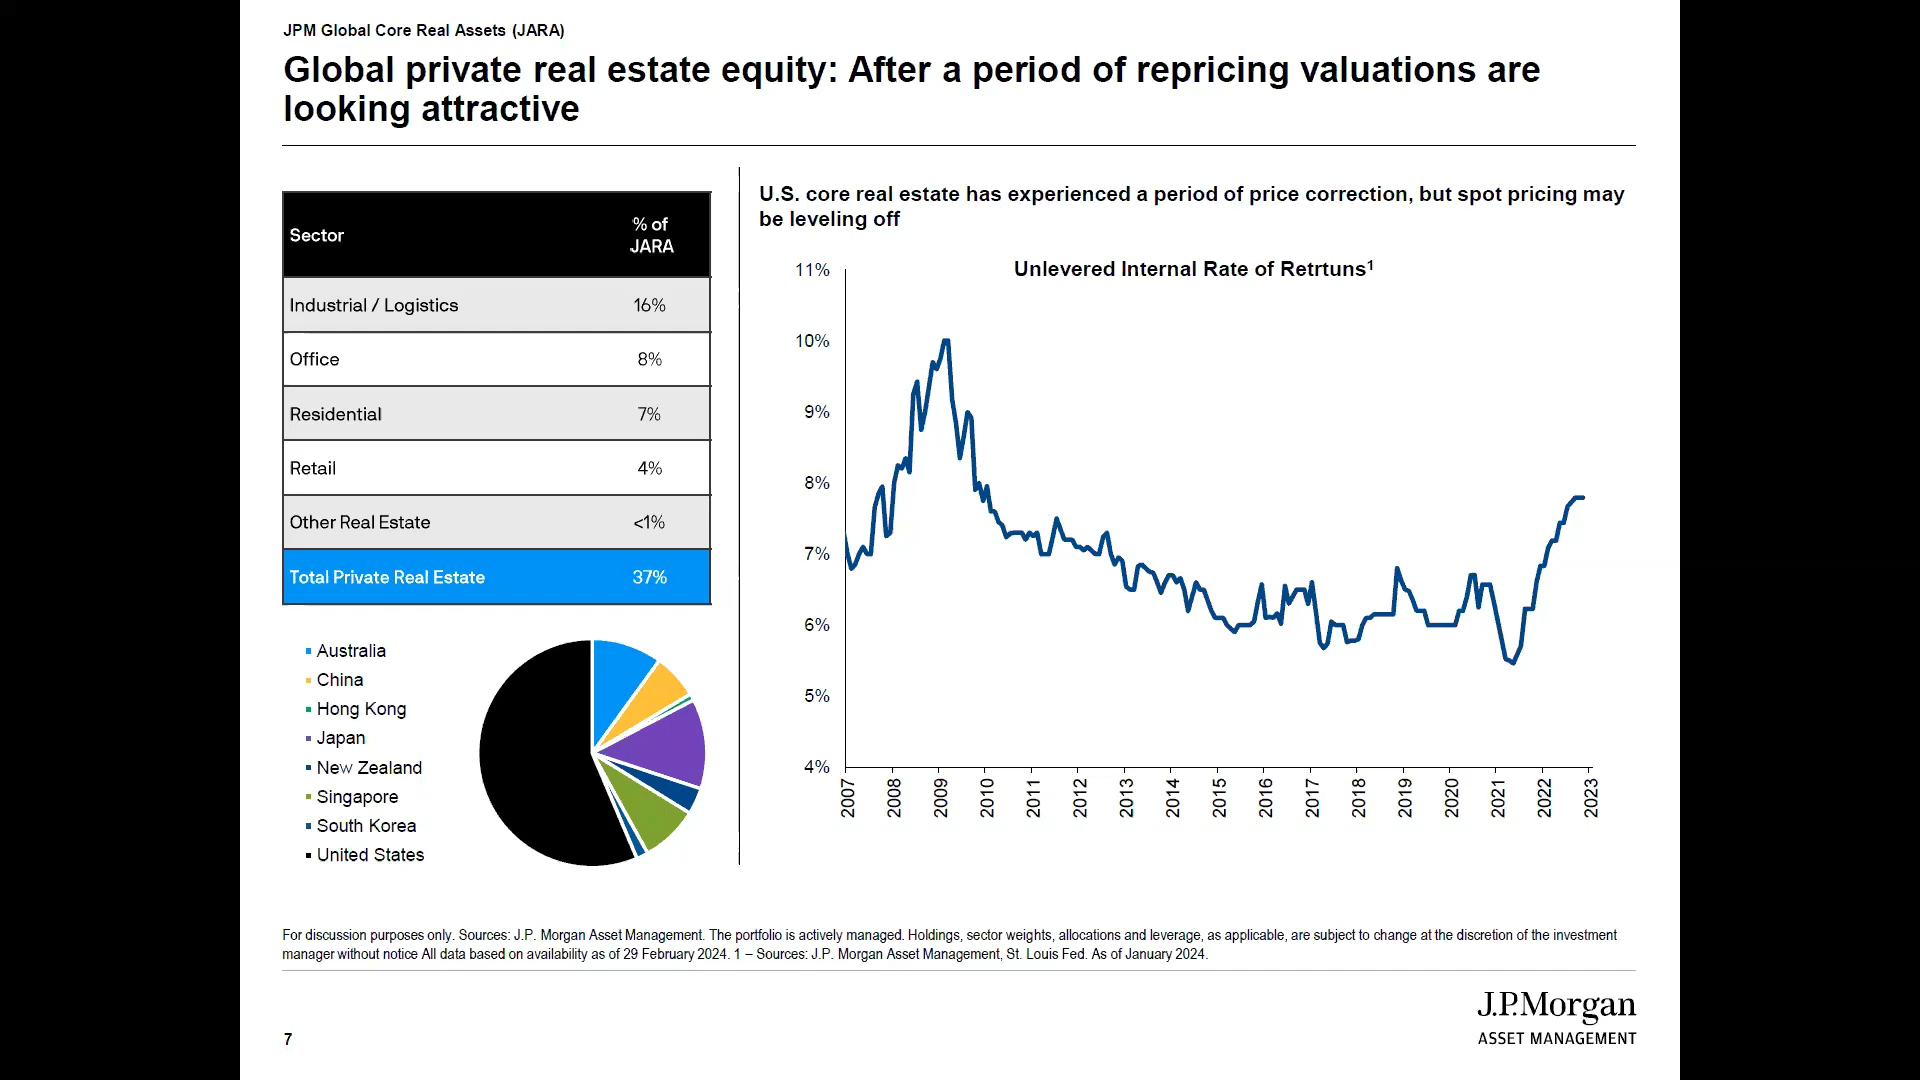 JPM Global Core Real Assets (JARA)
Global private real estate equity: After a period of repricing valuations are
looking attractive
Sector
% of
JARA
Industrial / Logistics 16%
Office 8%
Residential 7%
Retail 4%
Other Real Estate <1%
Total Private Real Estate 37%
Australia
China
Hong Kong
Japan
New Zealand
Singapore
South Korea
United States
U.S. core real estate has experienced a period of price correction, but spot pricing may
be leveling off
Unlevered Internal Rate of Retrtuns¹
11%
10%
9%
8%
7%
6%
5%
4%
2007 2008 2009 2010 2011 2012 2013 2014 2015 2016 2017 2018 2019 2020 2021 2022 2023
For discussion purposes only. Sources: J.P. Morgan Asset Management. The portfolio is actively managed. Holdings, sector weights, allocations and leverage, as applicable, are subject to change at the discretion of the investment
manager without notice All data based on availability as of 29 February 2024. 1 – Sources: J.P. Morgan Asset Management, St. Louis Fed. As of January 2024.
J.P.Morgan
ASSET MANAGEMENT
7